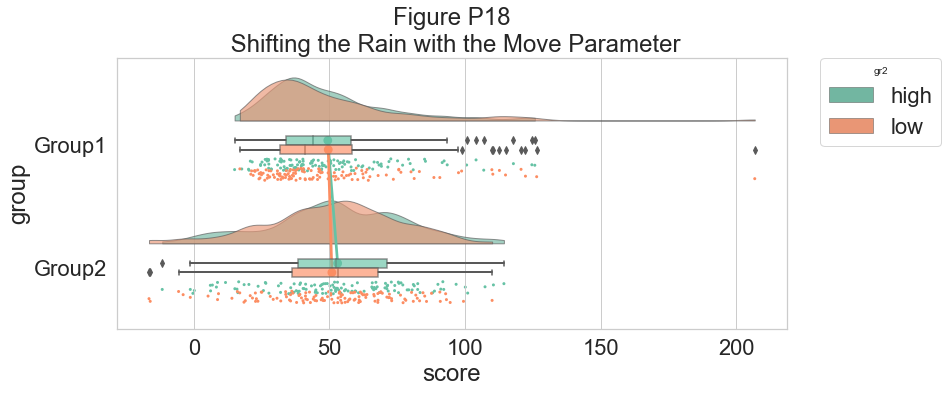 Figure P18
Shifting the Rain with the Move Parameter
gr2
high
low
Group1
Group2
group
0 50 100 150 200
score